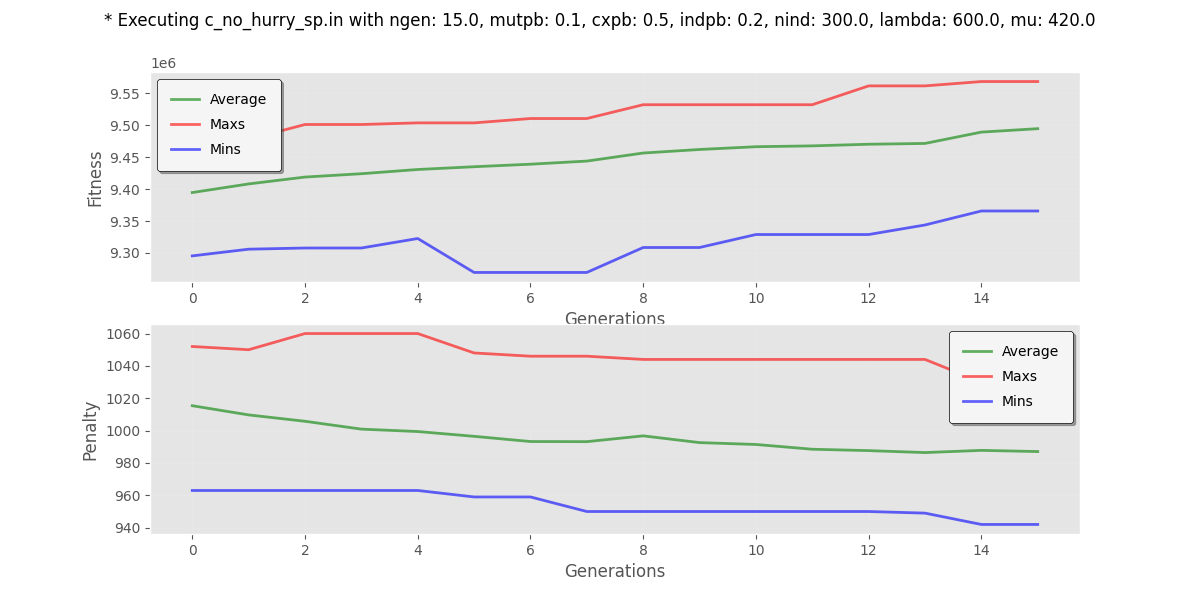 * Executing c_no_hurry_sp.in with ngen: 15.0, mutpb: 0.1, cxpb: 0.5, indpb: 0.2, nind: 300.0, lambda: 600.0, mu: 420.0
1e6
9.55
9.50
9.45
9.40
9.35
9.30
Fitness
Average
Maxs
Mins
0 2 4 6 8 10 12 14
Generations
1060
1040
1020
1000
980
960
940
Penalty
Average
Maxs
Mins
0 2 4 6 8 10 12 14
Generations